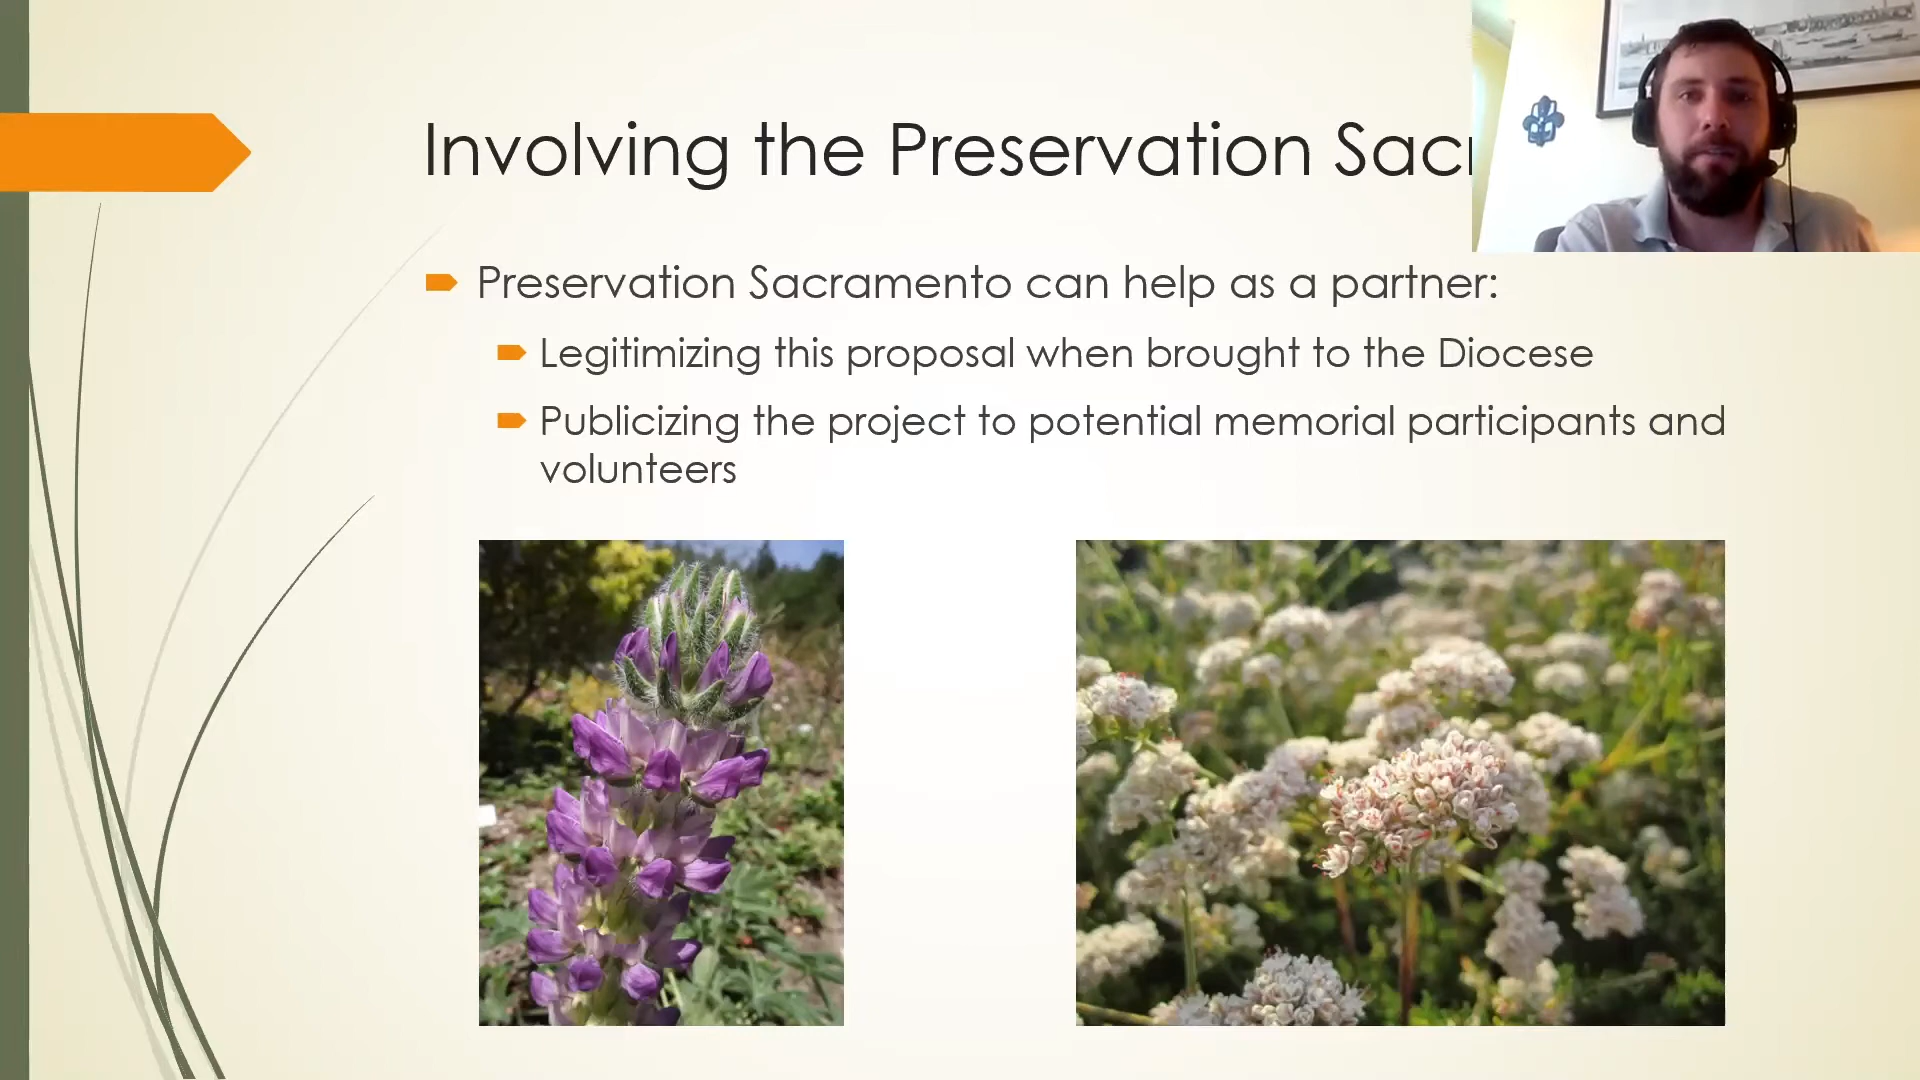 Involving the Preservation
Preservation Sacramento can help as a partner:
Legitimizing this proposal when brought to the Diocese
Publicizing the project to potential memorial participants and
volunteers